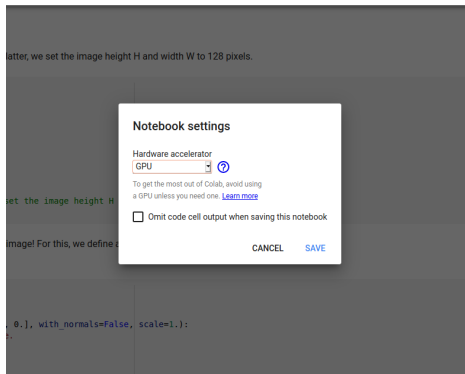 latter, we set the image height H and width W to 128 pixels.
Notebook settings
Hardware accelerator
GPU
To get the most out of Colab, avoid using
a GPU unless you need one. Learn more
set the image height H
Omit code cell output when saving this notebook
image! For this, we define a
CANCEL SAVE
, 0.], with_normals=False, scale=1.):
e.